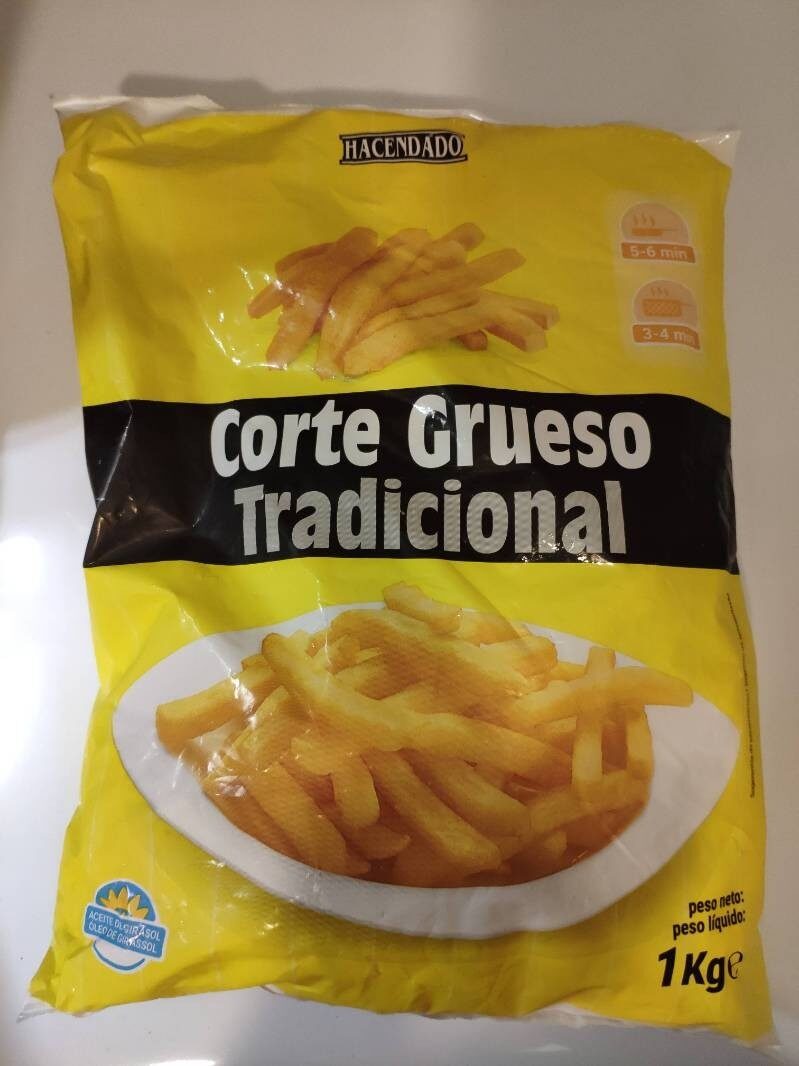 HACENDADO
5-6 min
3-4 min
Corte Grueso
Tradicional
ACEITE DE GIRASOL
ÓLEO DE GIRASSOL
peso neto:
peso líquido:
1Kg℮